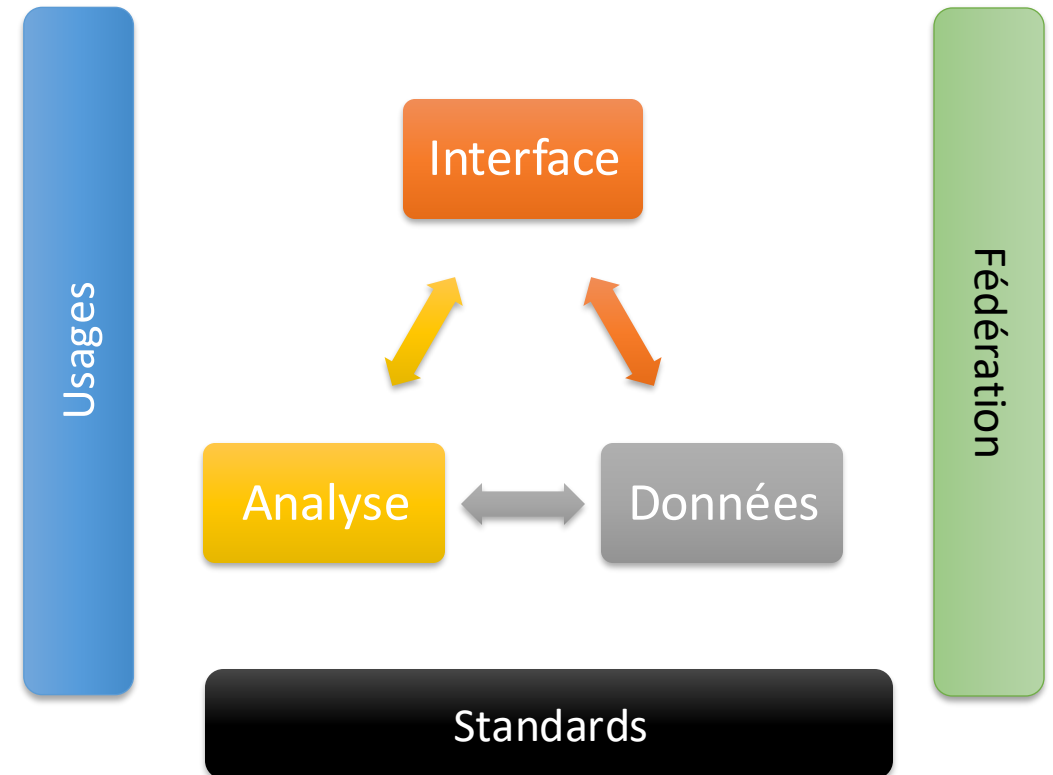 Usages
Interface
Fédération
Analyse
Données
Standards